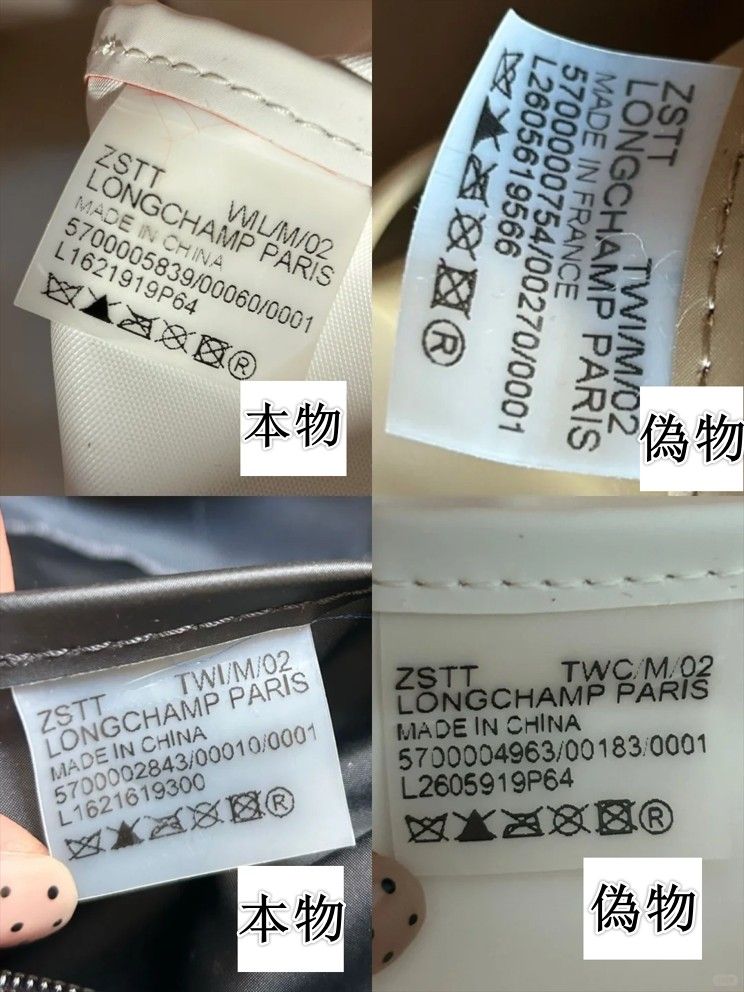 ZSTT WIL/M/02
LONGCHAMP PARIS
MADE IN CHINA
5700005839/00060/0001
L1621919P64
®
本物
ZSTT TWI/M/02
LONGCHAMP PARIS
MADE IN FRANCE
5700000754/00270/0001
L2605619566
®
偽物
ZSTT TWI/M/02
LONGCHAMP PARIS
MADE IN CHINA
5700002843/00010/0001
L1621619300
®
本物
ZSTT TWC/M/02
LONGCHAMP PARIS
MADE IN CHINA
5700004963/00183/0001
L2605919P64
®
偽物